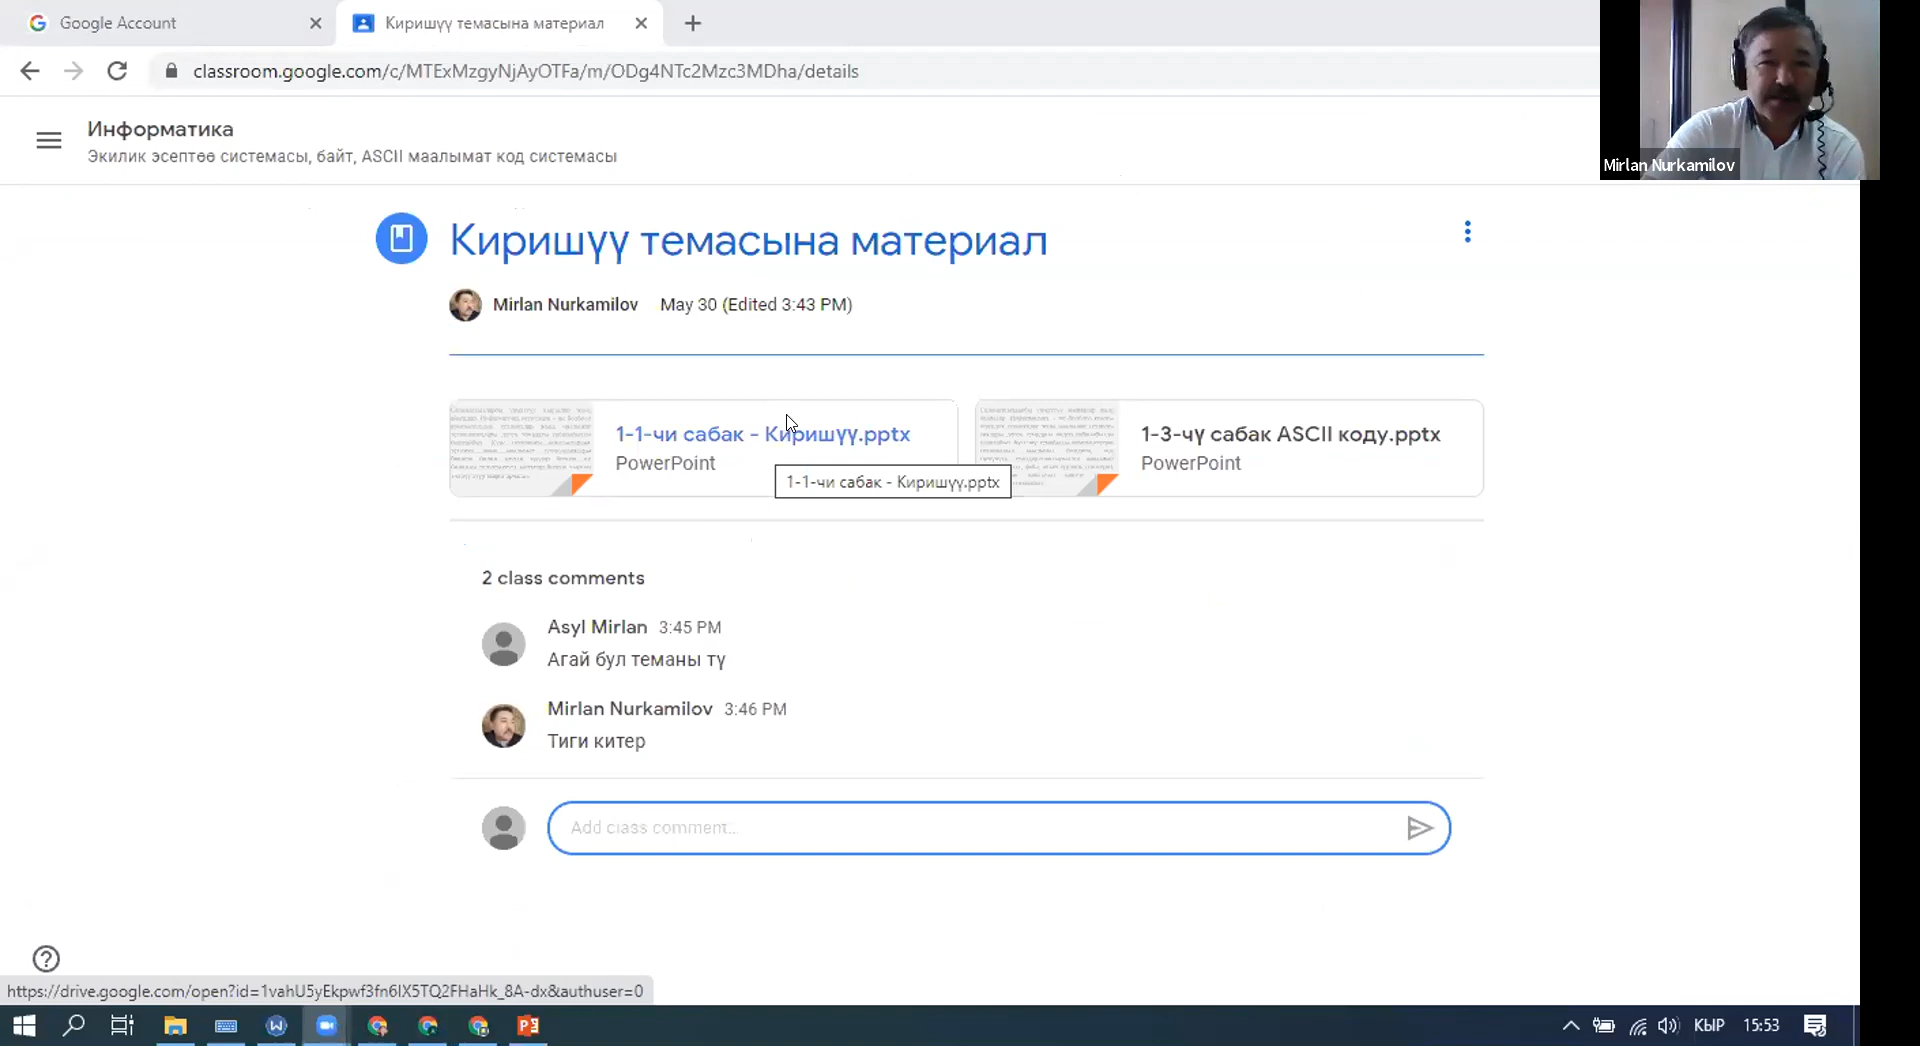 Google Account
Киришүү темасына материал
classroom.google.com/c/MTExMzgyNjAyOTFa/m/ODg4NTc2Mzc3MDha/details
Информатика
Экилик эсептөө системасы, байт, ASCII маалымат код системасы
Mirlan Nurkamilov
Киришүү темасына материал
Mirlan Nurkamilov May 30 (Edited 3:43 PM)
1-1-чи сабак - Киришүү.pptx
PowerPoint
1-1-чи сабак - Киришүү.pptx
1-3-чү сабак ASCII коду.pptx
PowerPoint
2 class comments
Asyl Mirlan 3:45 PM
Агай бул теманы тү
Mirlan Nurkamilov 3:46 PM
Тиги китер
Add class comment...
https://drive.google.com/open?id=1vahU5yEkpwf3fn6lX5TQ2FHaHk_8A-dx&authuser=0
КЫР 15:53